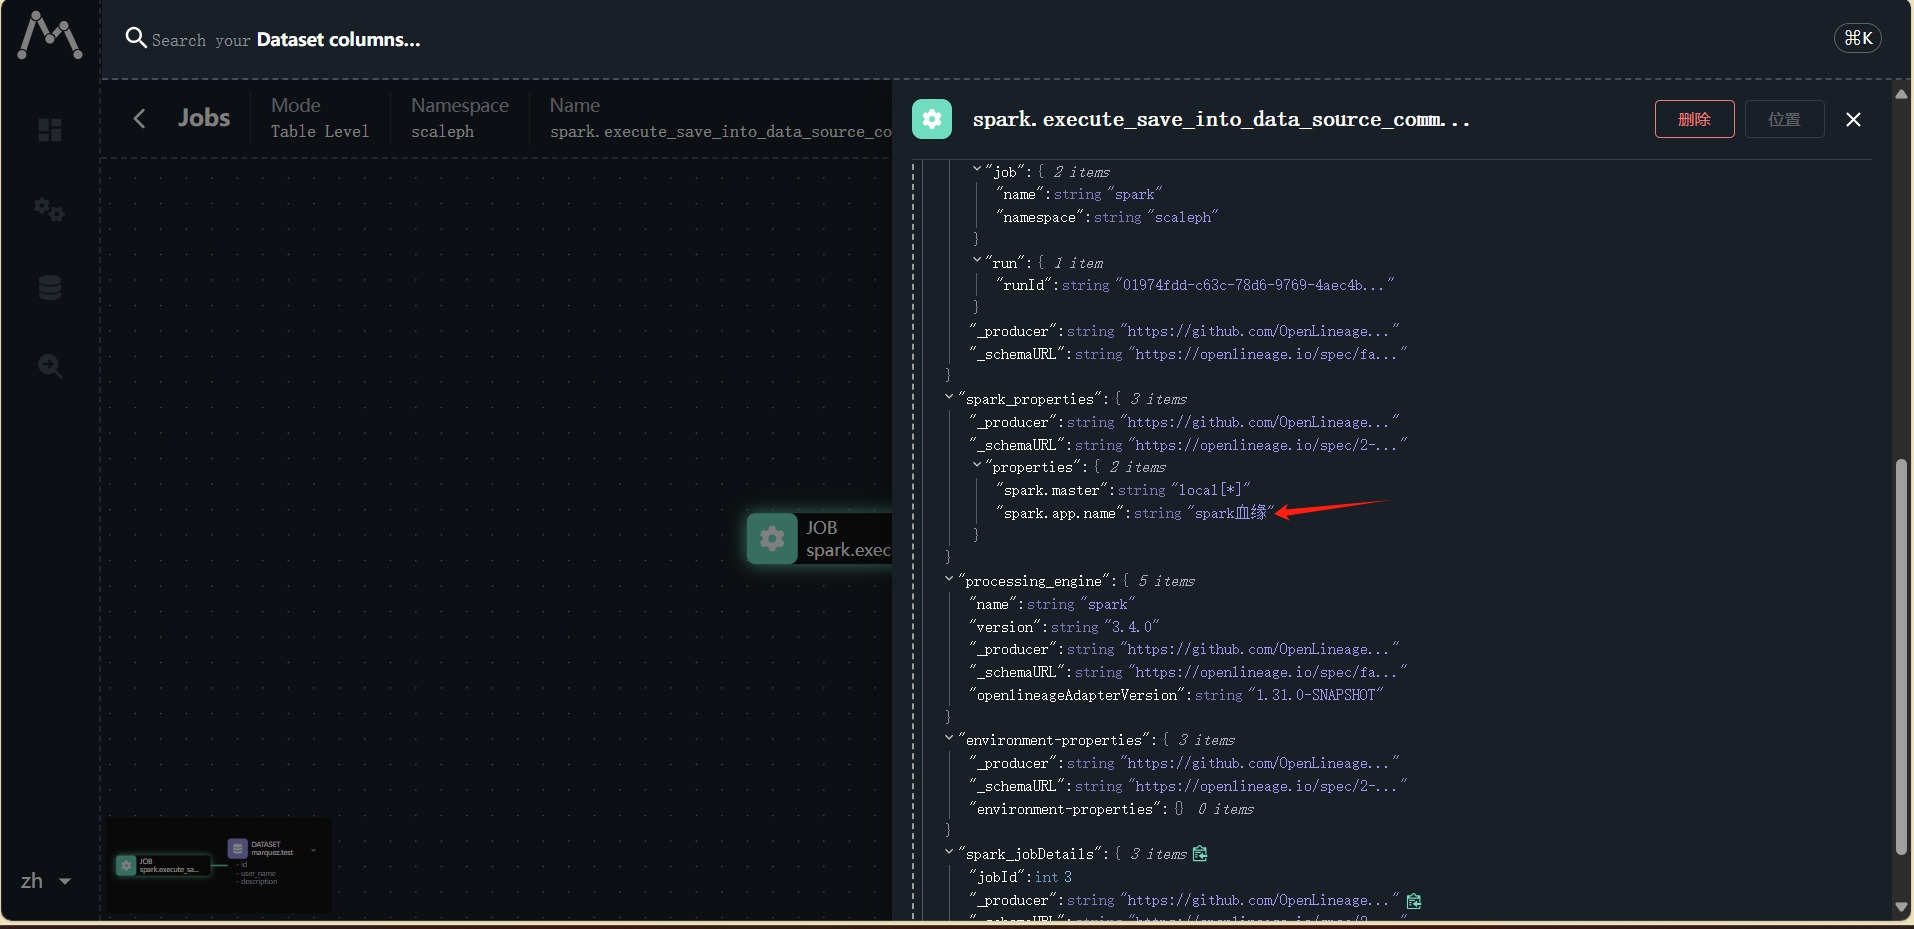 Search your Dataset columns...
⌘K
Jobs
Mode
Table Level
Namespace
scaleph
Name
spark.execute_save_into_data_source_co
spark.execute_save_into_data_source_comm...
删除
位置
"job":{ 2 items
"name":string "spark"
"namespace":string "scaleph"
}
"run":{ 1 item
"runId":string "01974fdd-c63c-78d6-9769-4aec4b..."
}
"_producer":string "https://github.com/OpenLineage..."
"_schemaURL":string "https://openlineage.io/spec/fa..."
}
"spark_properties":{ 3 items
"_producer":string "https://github.com/OpenLineage..."
"_schemaURL":string "https://openlineage.io/spec/2-..."
"properties":{ 2 items
"spark.master":string "local[*]"
"spark.app.name":string "spark血缘"
}
}
"processing_engine":{ 5 items
"name":string "spark"
"version":string "3.4.0"
"_producer":string "https://github.com/OpenLineage..."
"_schemaURL":string "https://openlineage.io/spec/fa..."
"openlineageAdapterVersion":string "1.31.0-SNAPSHOT"
}
"environment-properties":{ 3 items
"_producer":string "https://github.com/OpenLineage..."
"_schemaURL":string "https://openlineage.io/spec/2-..."
"environment-properties":{} 0 items
}
"spark_jobDetails":{ 3 items
"jobId":int 3
"_producer":string "https://github.com/OpenLineage..."
JOB
spark.exec
JOB
spark.execute_sa...
DATASET
marquez.test
- id
- user_name
- description
zh